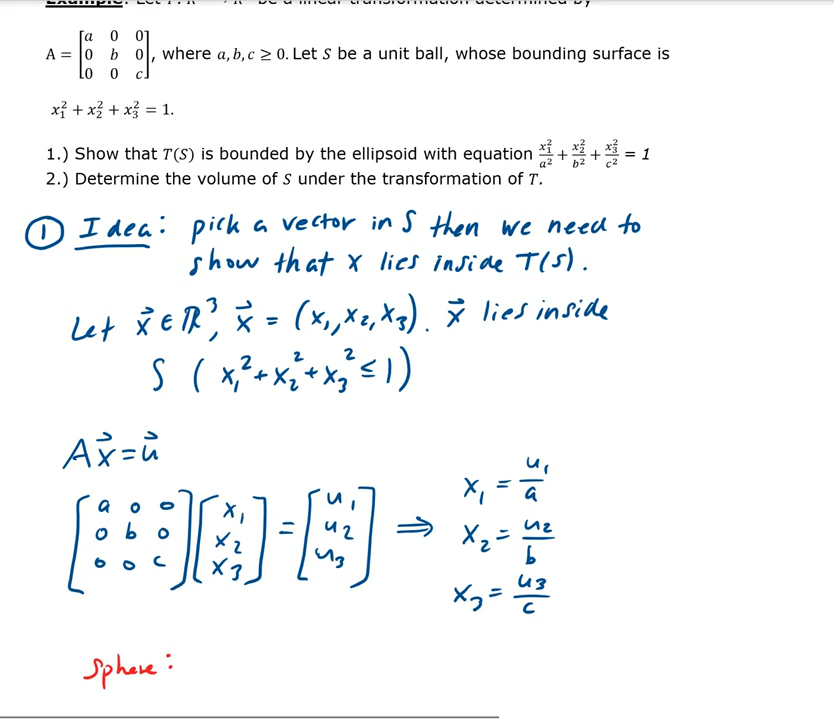 A = [a 0 0 0 b 0 0 0 c], where a, b, c ≥ 0. Let S be a unit ball, whose bounding surface is
x₁² + x₂² + x₃² = 1.
1.) Show that T(S) is bounded by the ellipsoid with equation x₁²/a² + x₂²/b² + x₃²/c² = 1
2.) Determine the volume of S under the transformation of T.
① Idea: pick a vector in S then we need to
show that x lies inside T(S).
Let x⃗ ∈ ℝ³, x⃗ = (x₁, x₂, x₃). x⃗ lies inside
S ( x₁² + x₂² + x₃² ≤ 1)
Ax⃗ = u⃗
[a 0 0 0 b 0 0 0 c] [x₁ x₂ x₃] = [u₁ u₂ u₃] ⇒ x₁ = u₁/a
x₂ = u₂/b
x₃ = u₃/c
Sphere: